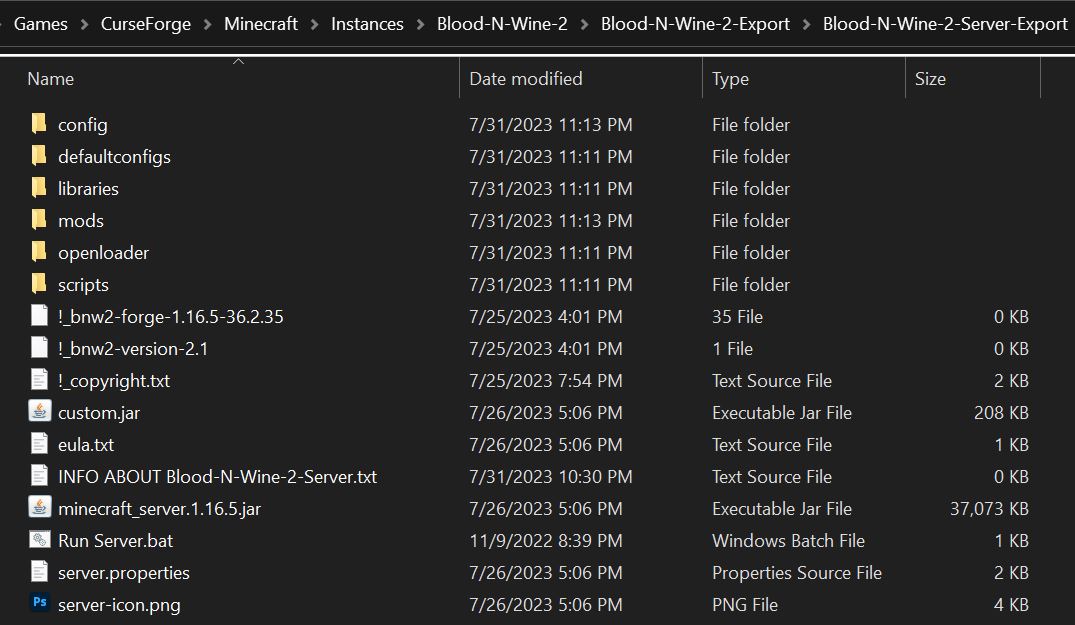 Games > CurseForge > Minecraft > Instances > Blood-N-Wine-2 > Blood-N-Wine-2-Export > Blood-N-Wine-2-Server-Export
Name Date modified Type Size
config 7/31/2023 11:13 PM File folder
defaultconfigs 7/31/2023 11:11 PM File folder
libraries 7/31/2023 11:11 PM File folder
mods 7/31/2023 11:13 PM File folder
openloader 7/31/2023 11:11 PM File folder
scripts 7/31/2023 11:11 PM File folder
!_bnw2-forge-1.16.5-36.2.35 7/25/2023 4:01 PM 35 File 0 KB
!_bnw2-version-2.1 7/25/2023 4:01 PM 1 File 0 KB
!_copyright.txt 7/25/2023 7:54 PM Text Source File 2 KB
custom.jar 7/26/2023 5:06 PM Executable Jar File 208 KB
eula.txt 7/26/2023 5:06 PM Text Source File 1 KB
INFO ABOUT Blood-N-Wine-2-Server.txt 7/31/2023 10:30 PM Text Source File 0 KB
minecraft_server.1.16.5.jar 7/26/2023 5:06 PM Executable Jar File 37,073 KB
Run Server.bat 11/9/2022 8:39 PM Windows Batch File 1 KB
server.properties 7/26/2023 5:06 PM Properties Source File 2 KB
Ps server-icon.png 7/26/2023 5:06 PM PNG File 4 KB